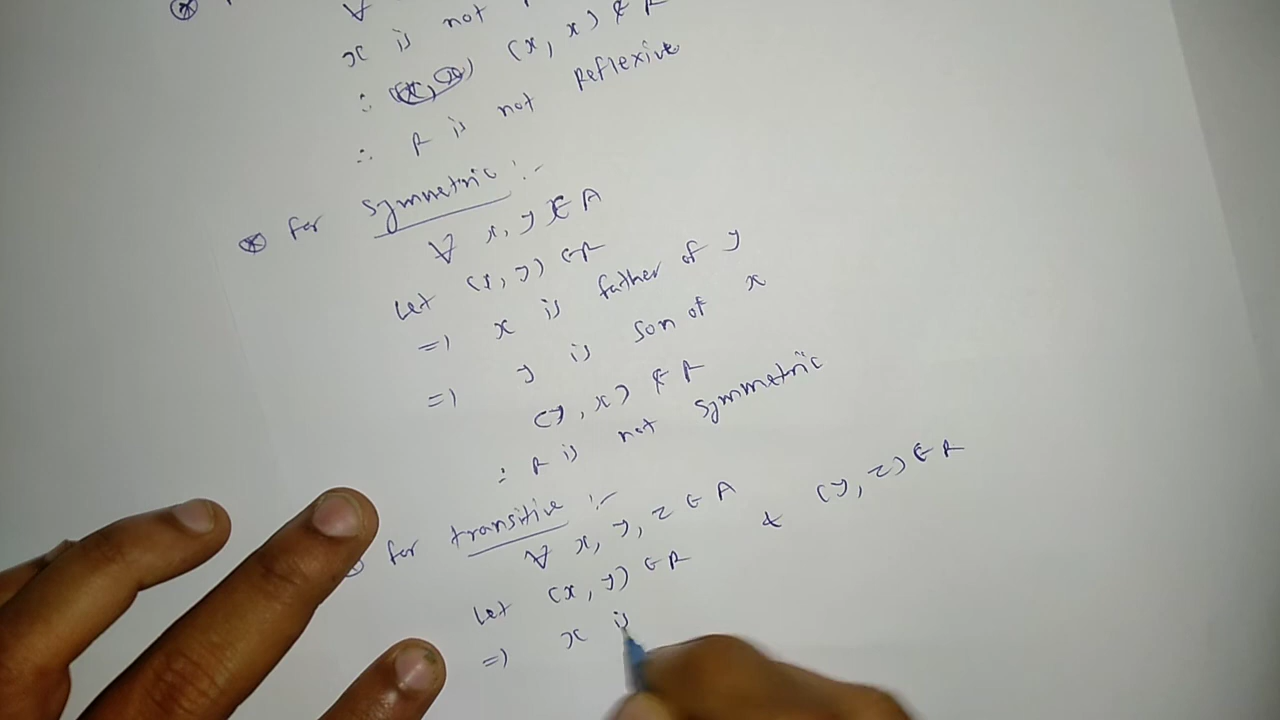 ∀
x is not
∴ (x, x) ∉ R
∴ R is not Reflexive
⊛ for symmetric :-
∀ x, y ∈ A
Let (x, y) ∈ R
=) x is father of y
=) y is son of x
(y, x) ∉ R
∴ R is not symmetric
for transitive :-
∀ x, y, z ∈ A
Let (x, y) ∈ R & (y, z) ∈ R
=) x is